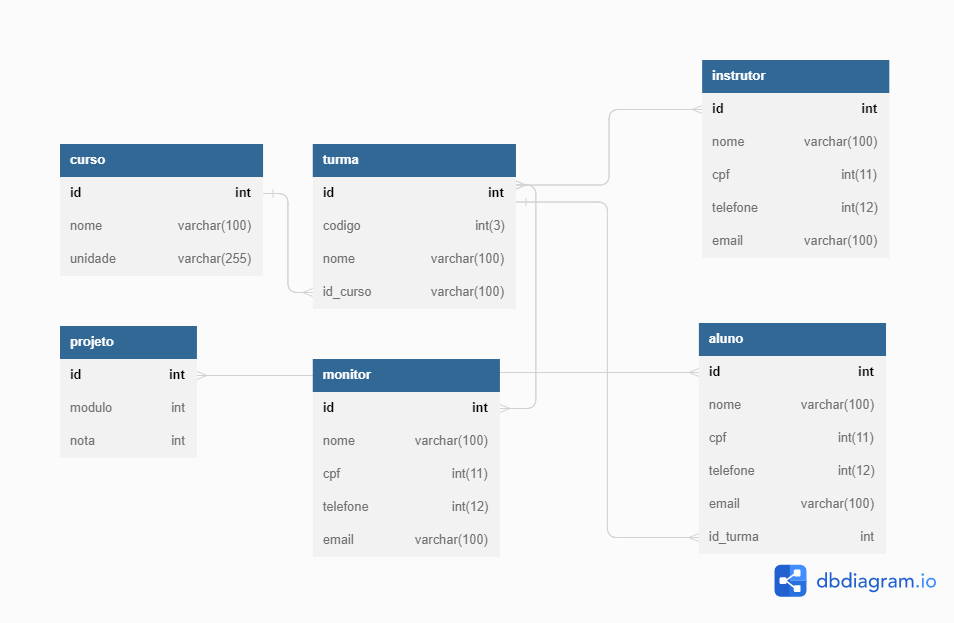 curso
id int
nome varchar(100)
unidade varchar(255)
turma
id int
codigo int(3)
nome varchar(100)
id_curso varchar(100)
instrutor
id int
nome varchar(100)
cpf int(11)
telefone int(12)
email varchar(100)
projeto
id int
modulo int
nota int
monitor
id int
nome varchar(100)
cpf int(11)
telefone int(12)
email varchar(100)
aluno
id int
nome varchar(100)
cpf int(11)
telefone int(12)
email varchar(100)
id_turma int
dbdiagram.io